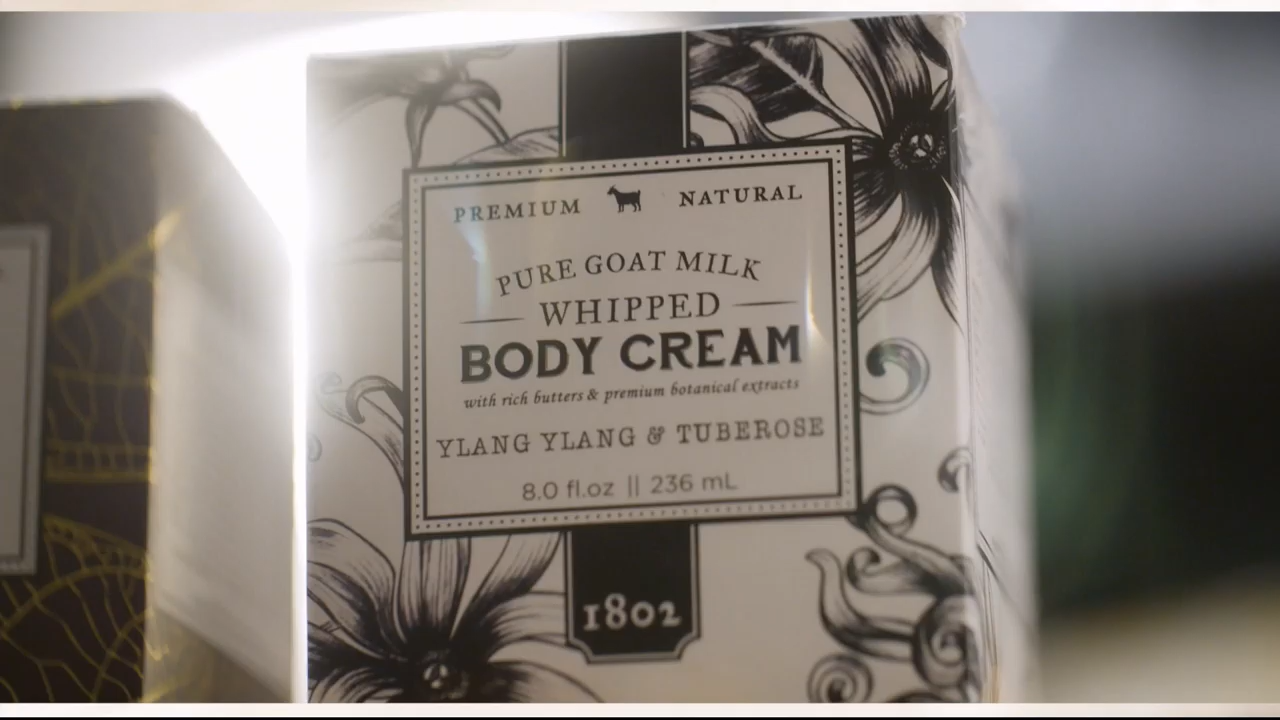 PREMIUM NATURAL
PURE GOAT MILK
WHIPPED
BODY CREAM
with rich butters & premium botanical extracts
YLANG YLANG & TUBEROSE
8.0 fl.oz || 236 mL
1802